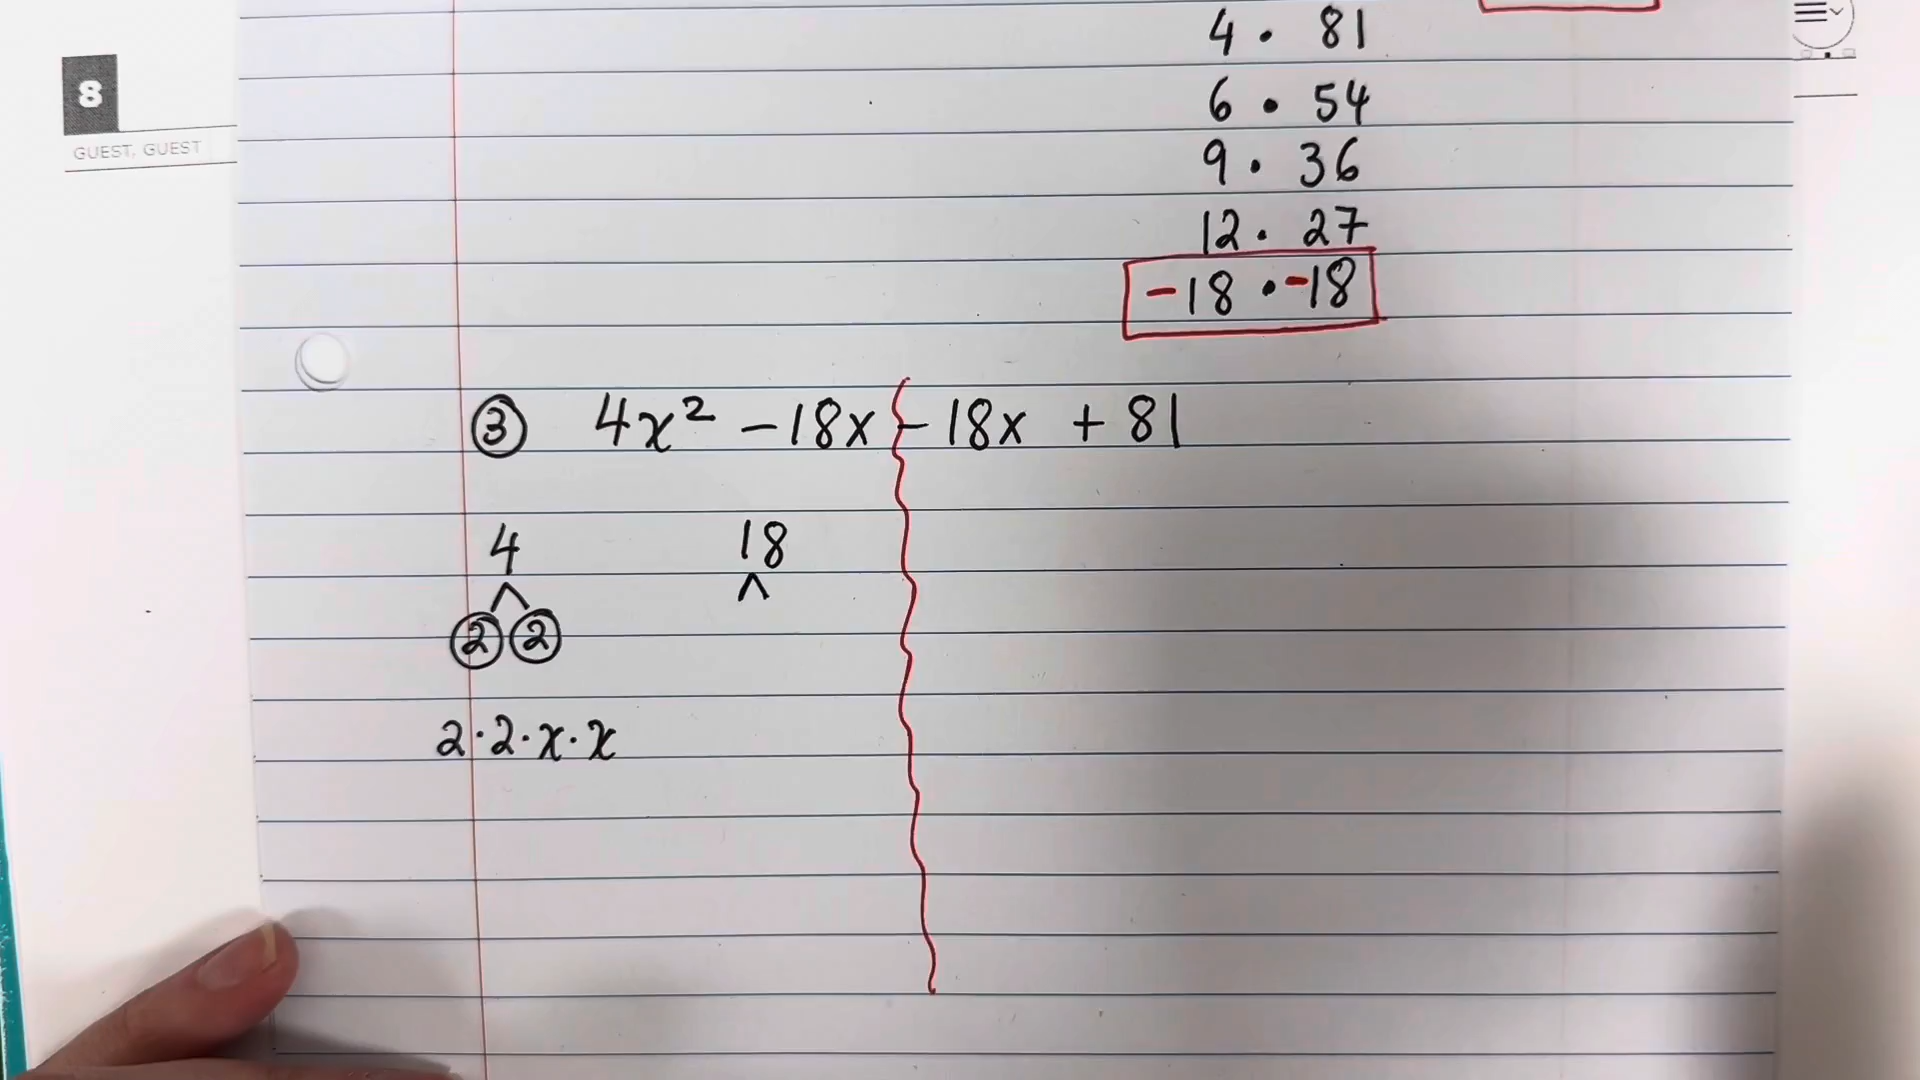 4 · 81
8
6 · 54
GUEST, GUEST
9 · 36
12 · 27
-18 · -18
③ 4x² - 18x - 18x + 81
4 18
2 2
2·2·x·x